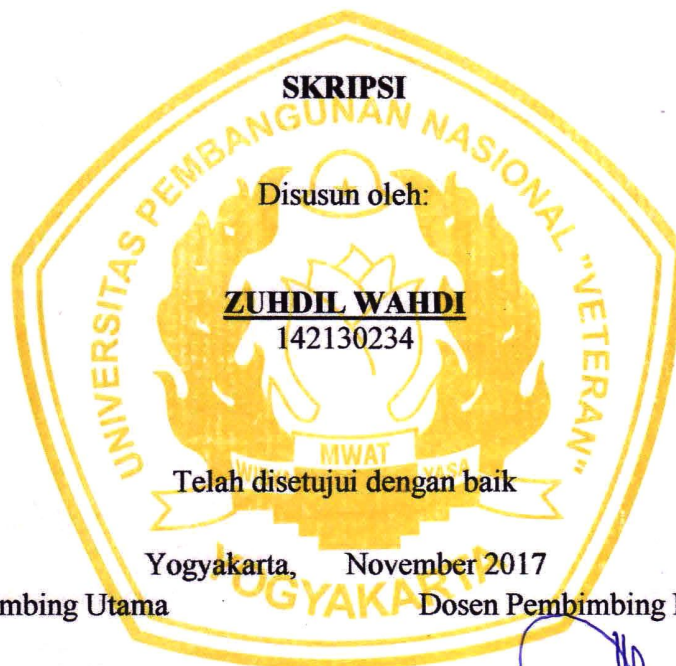 SKRIPSI
UNIVERSITAS PEMBANGUNAN NASIONAL "VETERAN"
Disusun oleh:
ZUHDIL WAHDI
142130234
MWAT
YASA
Telah disetujui dengan baik
Yogyakarta, November 2017
YOGYAKARTA
mbing Utama Dosen Pembimbing